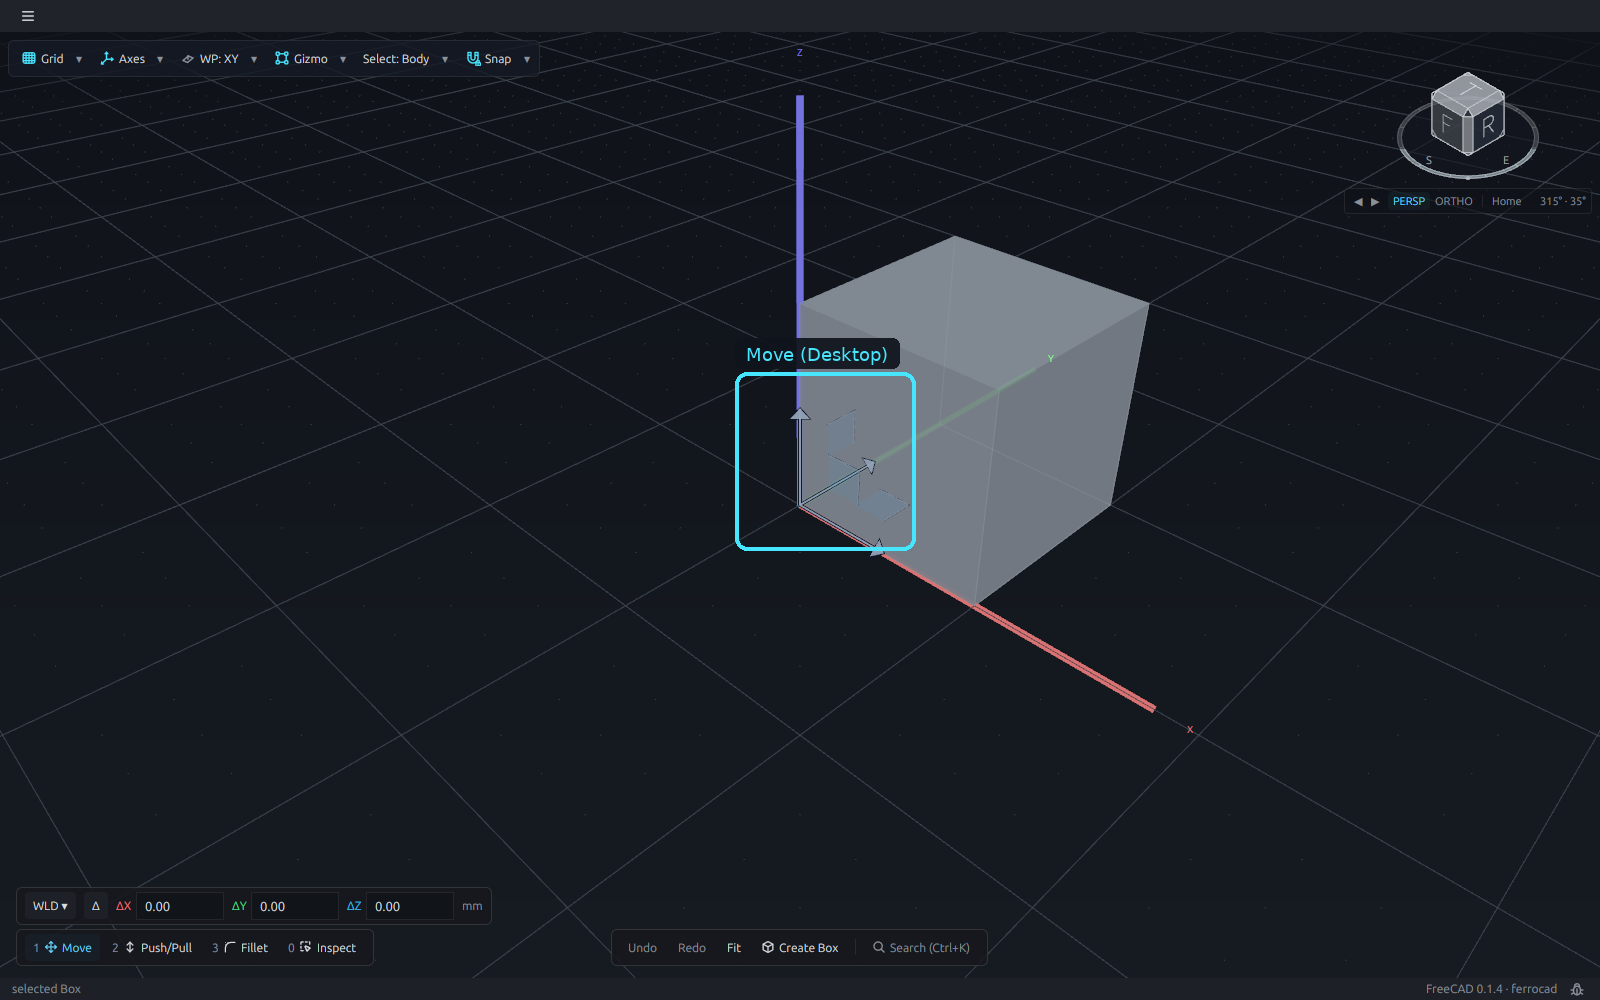 Grid ▾ Axes ▾ WP: XY ▾ Gizmo ▾ Select: Body ▾ Snap ▾
Z
T
F R
S E
◀ ▶ PERSP ORTHO Home 315° · 35°
Move (Desktop)
Y
X
WLD ▾ Δ ΔX 0.00 ΔY 0.00 ΔZ 0.00 mm
1 Move 2 Push/Pull 3 Fillet 0 Inspect
Undo Redo Fit Create Box Search (Ctrl+K)
selected Box
FreeCAD 0.1.4 · ferrocad